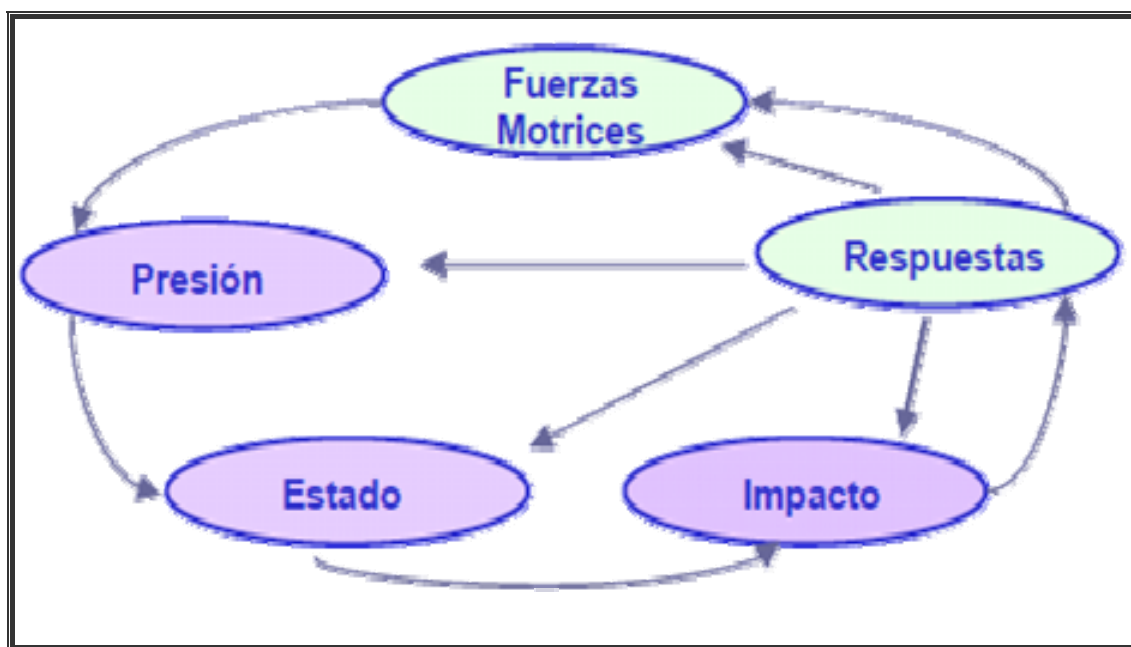 Fuerzas
Motrices
Respuestas
Presión
Estado
Impacto